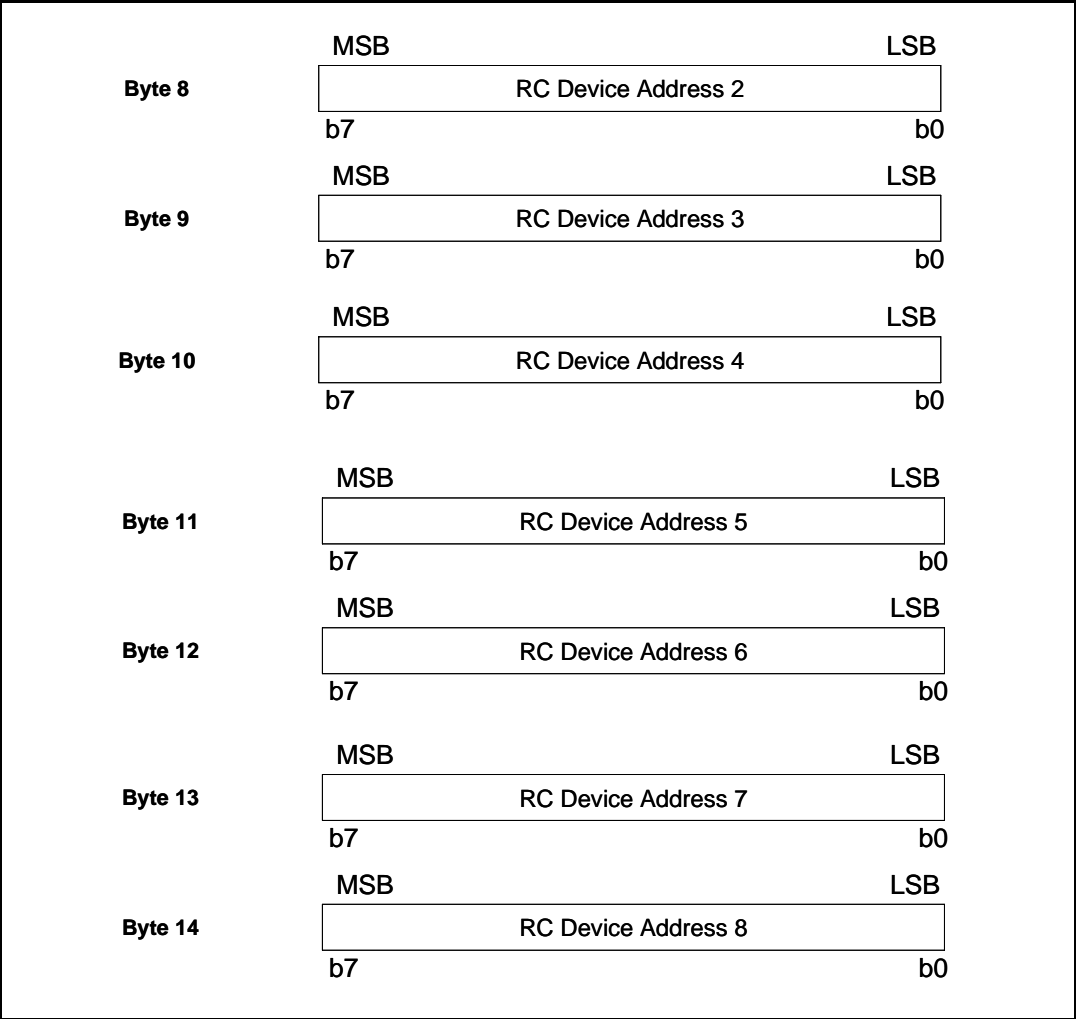 MSB LSB
Byte 8 RC Device Address 2
b7 b0
MSB LSB
Byte 9 RC Device Address 3
b7 b0
MSB LSB
Byte 10 RC Device Address 4
b7 b0
MSB LSB
Byte 11 RC Device Address 5
b7 b0
MSB LSB
Byte 12 RC Device Address 6
b7 b0
MSB LSB
Byte 13 RC Device Address 7
b7 b0
MSB LSB
Byte 14 RC Device Address 8
b7 b0